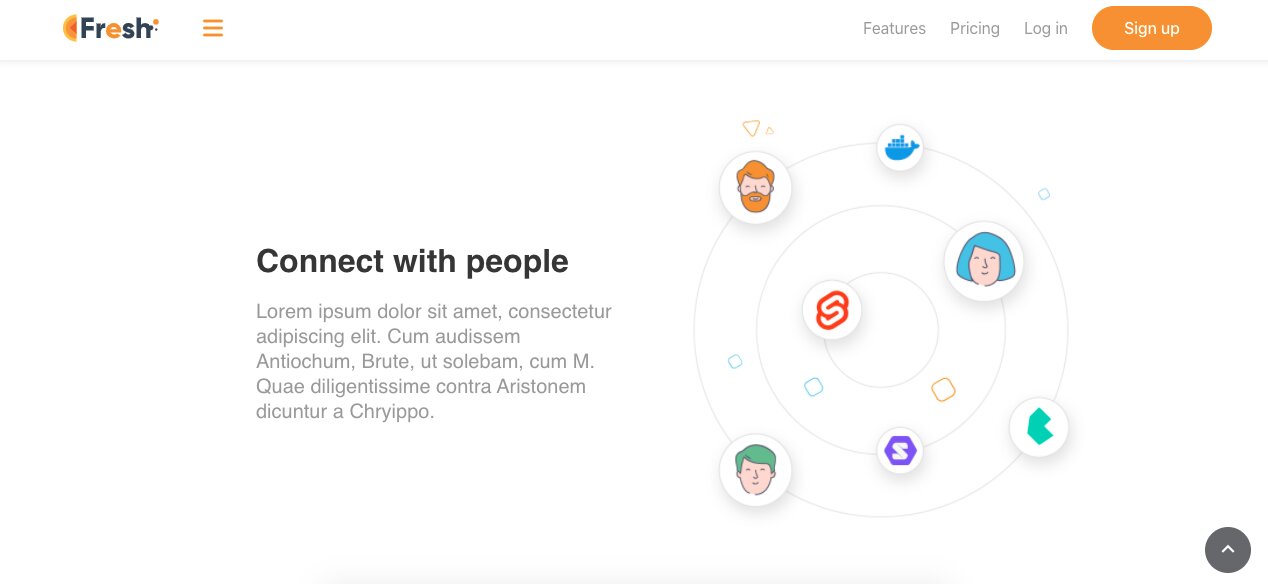 Fresh
Features
Pricing
Log in
Sign up
Connect with people
Lorem ipsum dolor sit amet, consectetur
adipiscing elit. Cum audissem
Antiochum, Brute, ut solebam, cum M.
Quae diligentissime contra Aristonem
dicuntur a Chryippo.